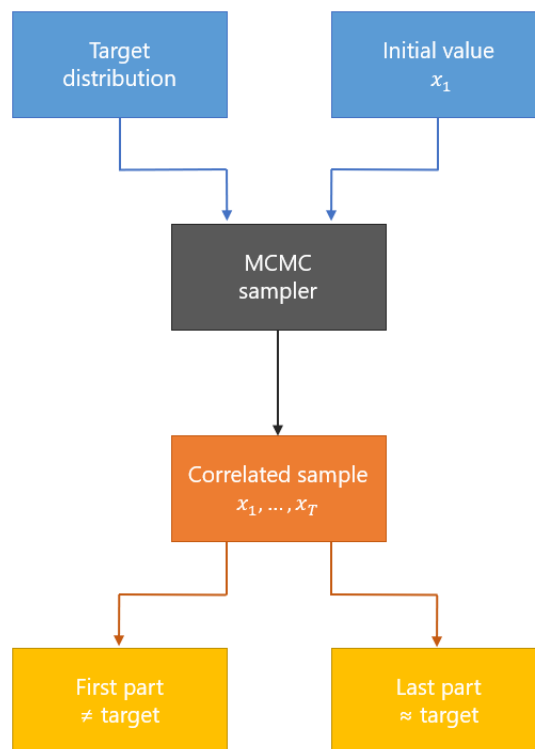 Target
distribution
Initial value
x₁
MCMC
sampler
Correlated sample
x₁, … , x_T
First part
≠ target
Last part
≈ target